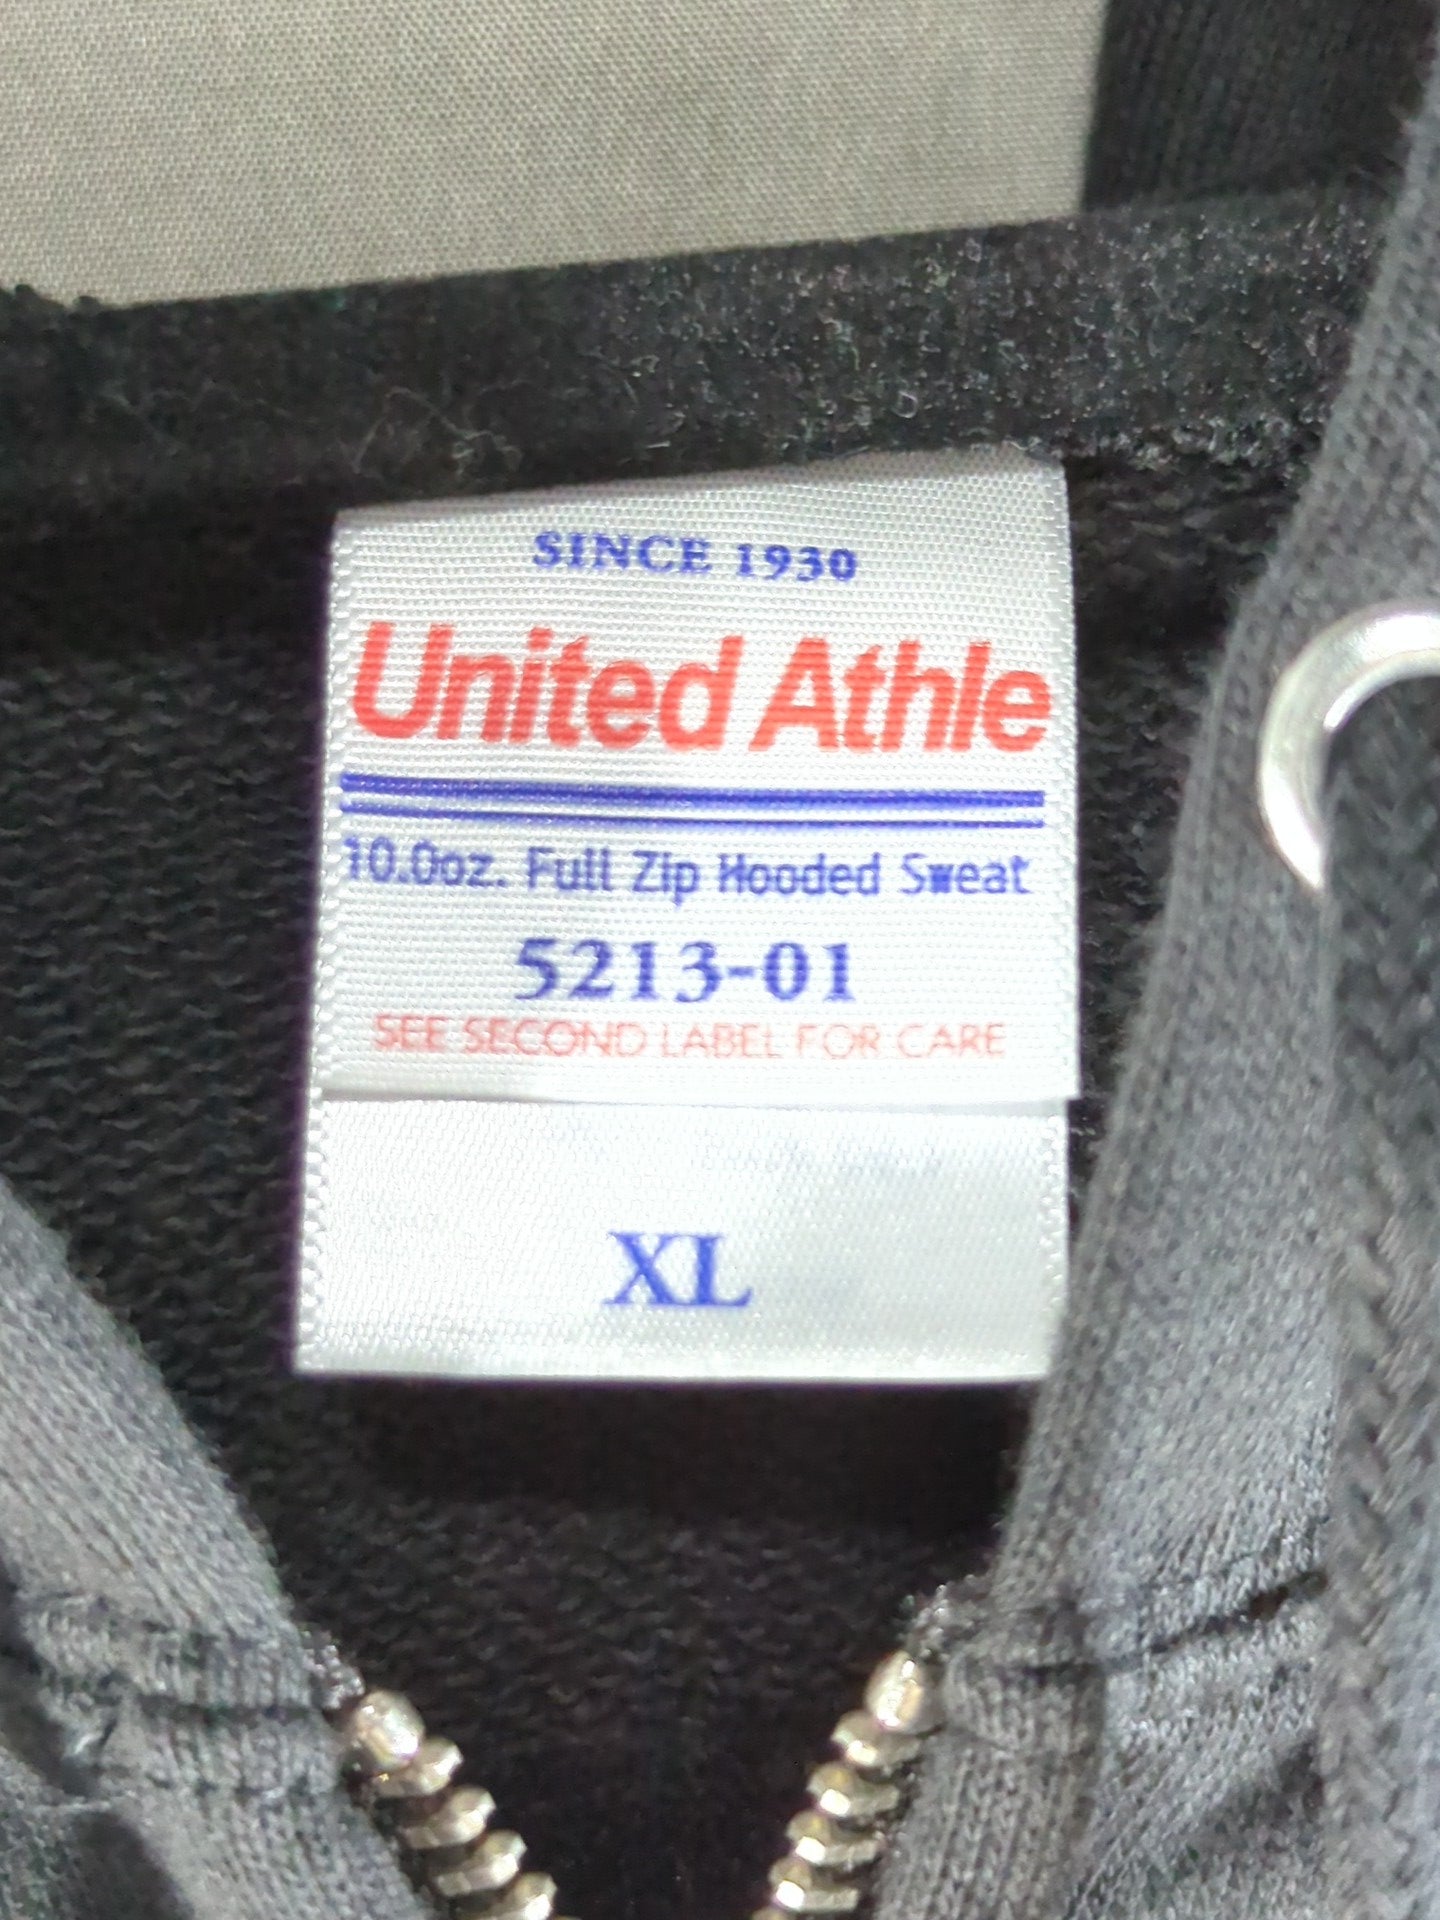 SINCE 1930
United Athle
10.0oz. Full Zip Hooded Sweat
5213-01
SEE SECOND LABEL FOR CARE
XL